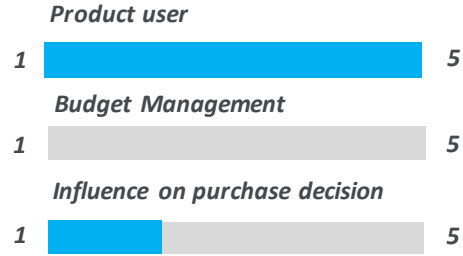 Product user
1 5
Budget Management
1 5
Influence on purchase decision
1 5